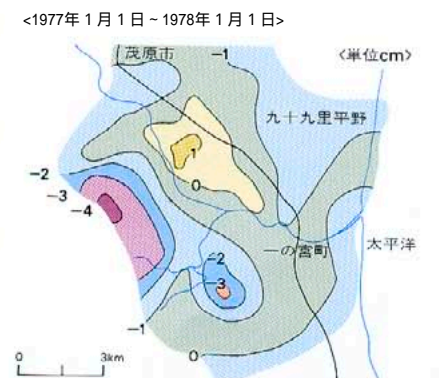 <1977年1月1日~1978年1月1日>
茂原市
-1
<単位cm>
九十九里平野
1
-2
0
-3
-4
一の宮町
太平洋
-2
-3
-1
0
0 3km